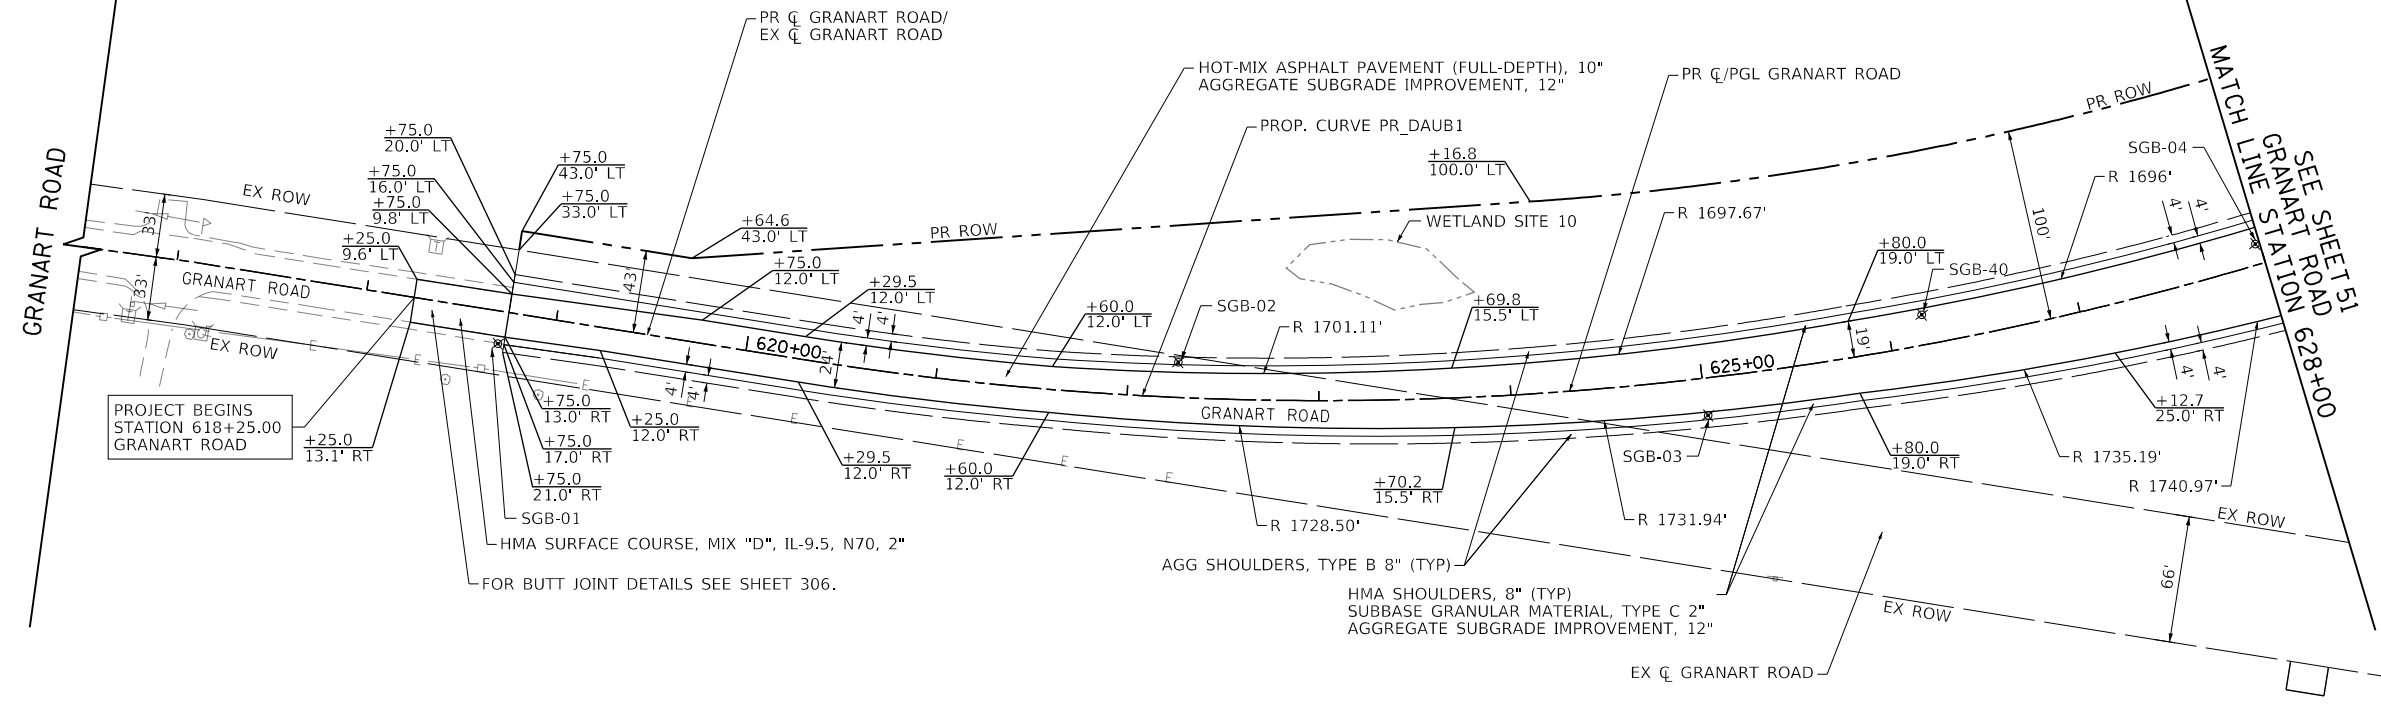 PR ℄ GRANART ROAD/
EX ℄ GRANART ROAD
HOT-MIX ASPHALT PAVEMENT (FULL-DEPTH), 10"
AGGREGATE SUBGRADE IMPROVEMENT, 12"
PR ℄/PGL GRANART ROAD
PROP. CURVE PR_DAUB1
MATCH LINE STATION 628+00
GRANART ROAD
SEE SHEET 51
PR ROW
SGB-04
R 1696'
4'
4'
100'
GRANART ROAD
EX ROW
33'
33'
+75.0
20.0' LT
+75.0
16.0' LT
+75.0
9.8' LT
+25.0
9.6' LT
+75.0
43.0' LT
+75.0
33.0' LT
+64.6
43.0' LT
PR ROW
+16.8
100.0' LT
WETLAND SITE 10
R 1697.67'
+80.0
19.0' LT
SGB-40
T
43'
+75.0
12.0' LT
+29.5
12.0' LT
4'
4'
+60.0
12.0' LT
SGB-02
R 1701.11'
+69.8
15.5' LT
GRANART ROAD
EX ROW
E
E
E
E
E
E
E
E
620+00
24'
4'
4'
GRANART ROAD
625+00
19'
4'
4'
+12.7
25.0' RT
PROJECT BEGINS
STATION 618+25.00
GRANART ROAD
+25.0
13.1' RT
+75.0
13.0' RT
+75.0
17.0' RT
+75.0
21.0' RT
+25.0
12.0' RT
+29.5
12.0' RT
+60.0
12.0' RT
+70.2
15.5' RT
SGB-03
+80.0
19.0' RT
R 1735.19'
R 1740.97'
SGB-01
R 1728.50'
R 1731.94'
EX ROW
HMA SURFACE COURSE, MIX "D", IL-9.5, N70, 2"
FOR BUTT JOINT DETAILS SEE SHEET 306.
AGG SHOULDERS, TYPE B 8" (TYP)
HMA SHOULDERS, 8" (TYP)
SUBBASE GRANULAR MATERIAL, TYPE C 2"
AGGREGATE SUBGRADE IMPROVEMENT, 12"
66'
EX ROW
EX ℄ GRANART ROAD